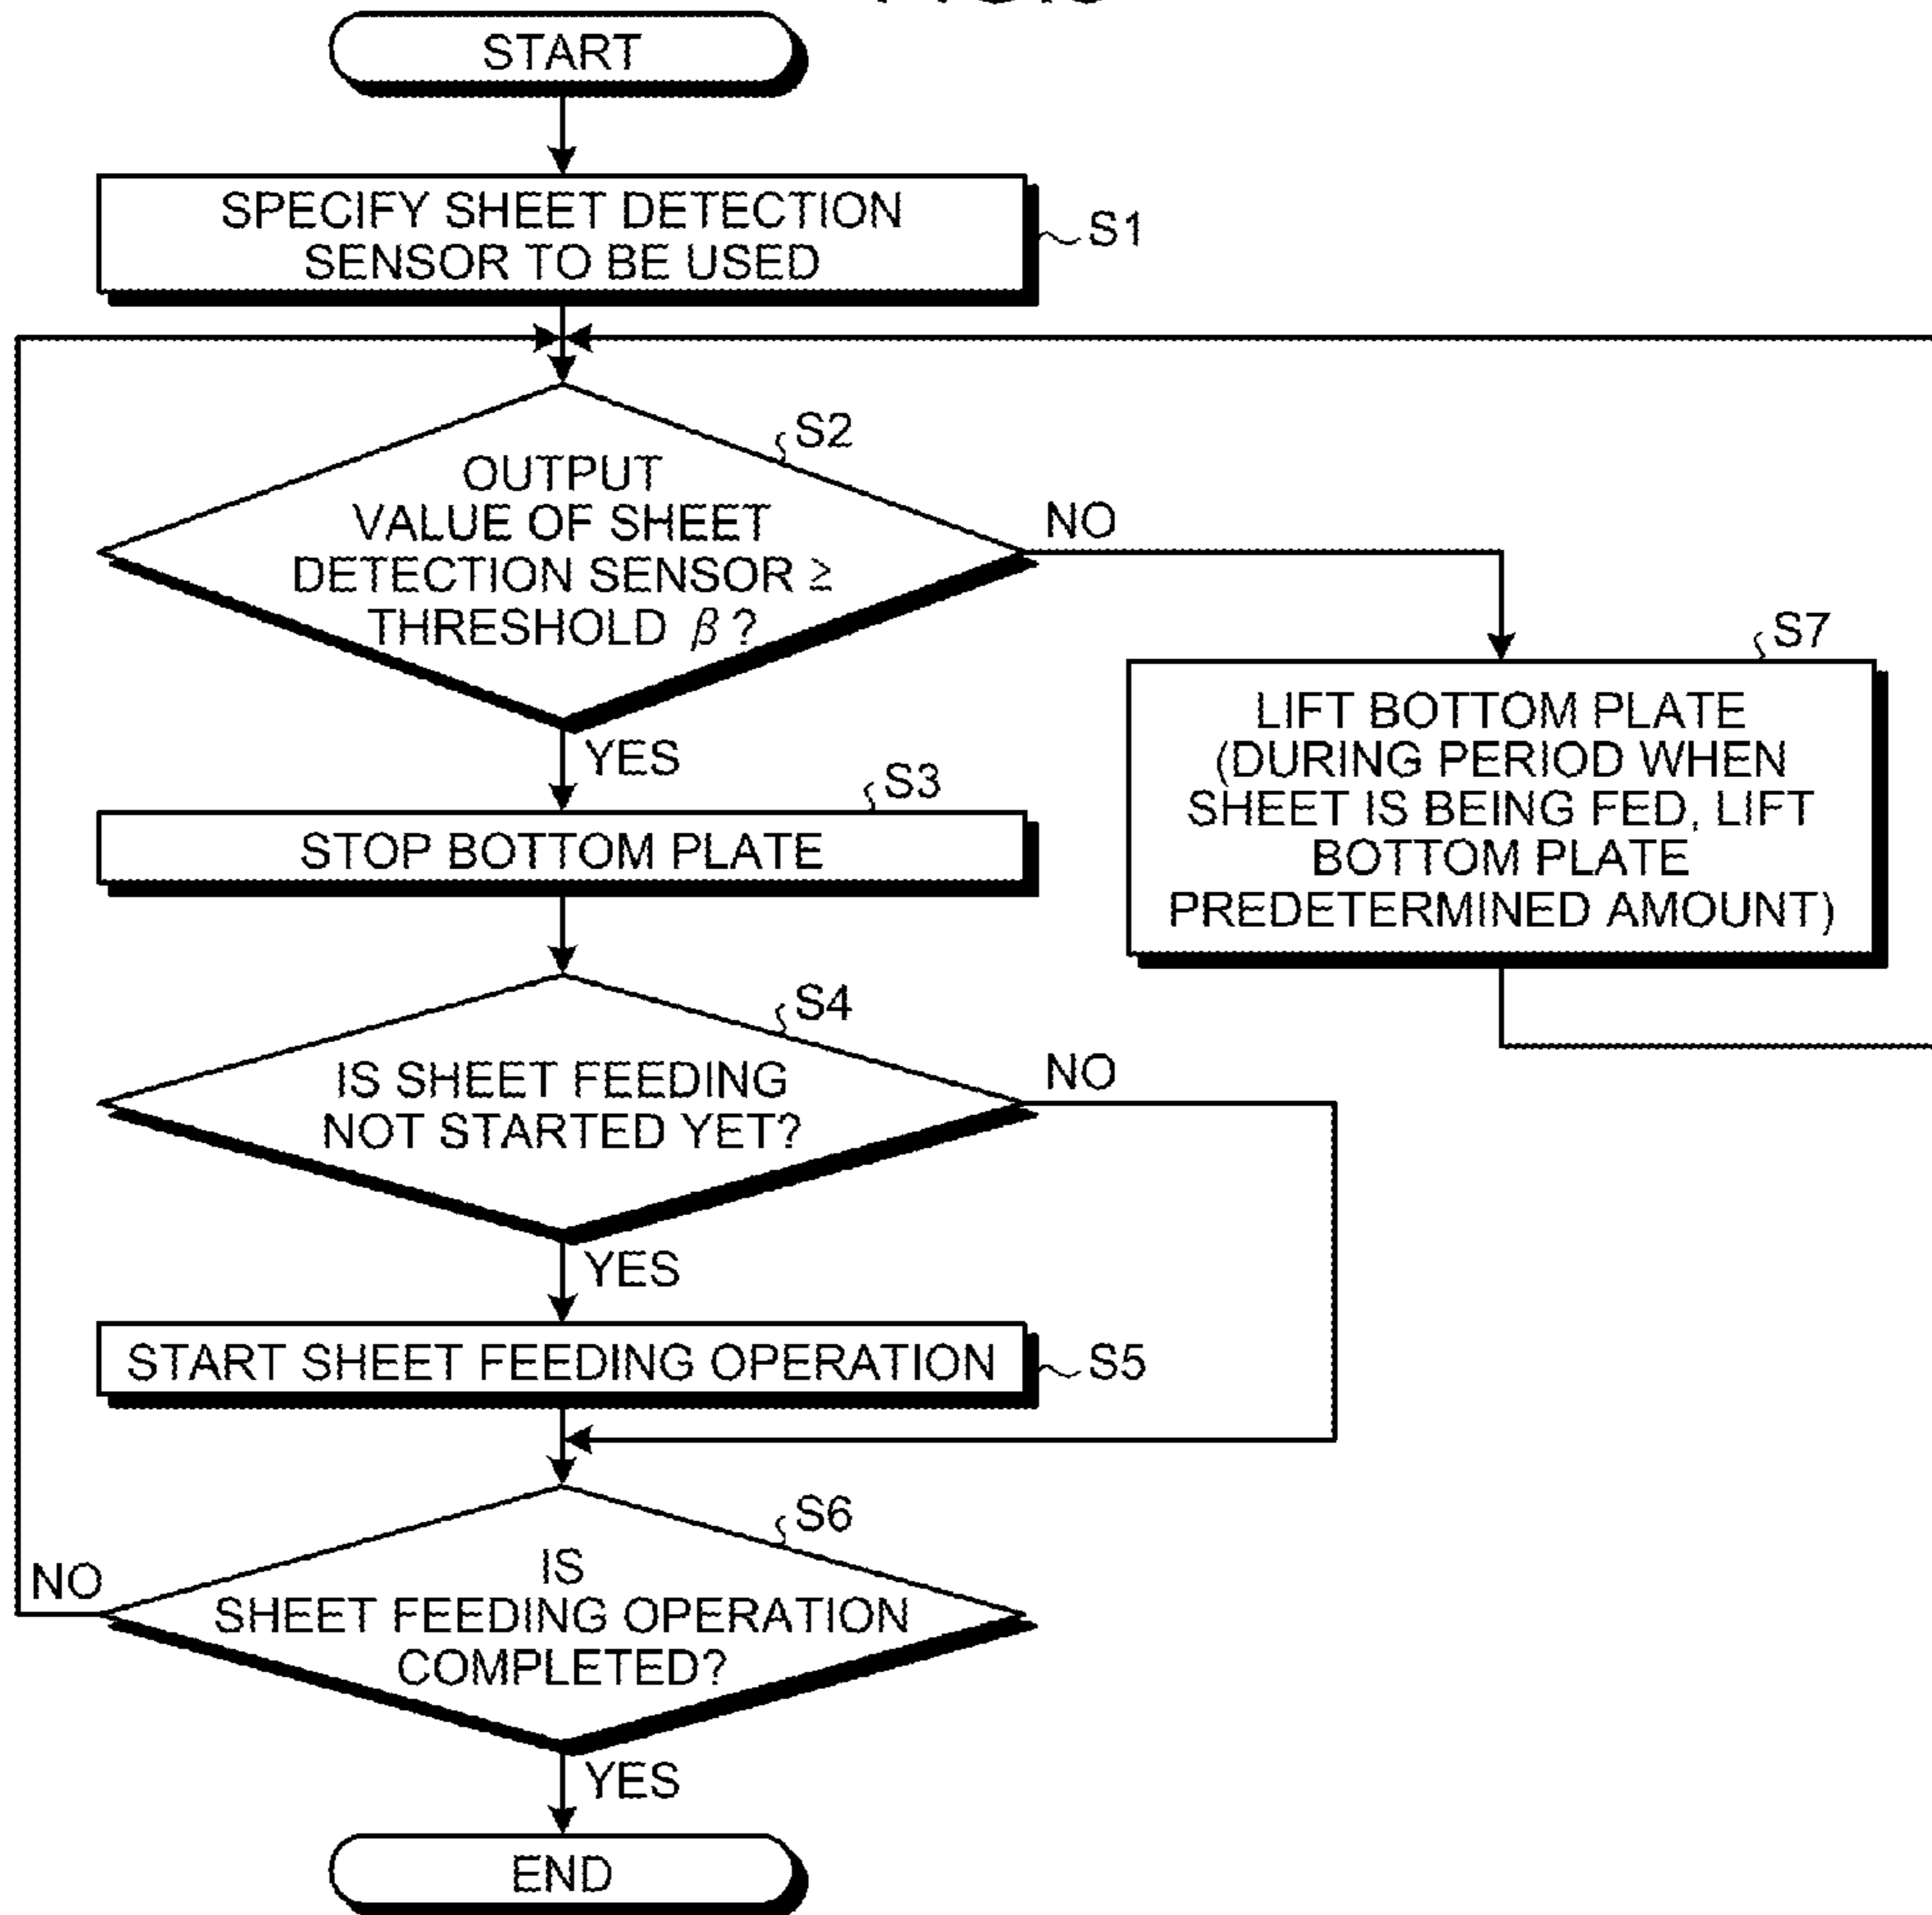 START
SPECIFY SHEET DETECTION
SENSOR TO BE USED
S1
S2
OUTPUT
VALUE OF SHEET
DETECTION SENSOR ≥
THRESHOLD β ?
NO
YES
S7
LIFT BOTTOM PLATE
(DURING PERIOD WHEN
SHEET IS BEING FED, LIFT
BOTTOM PLATE
PREDETERMINED AMOUNT)
S3
STOP BOTTOM PLATE
S4
IS SHEET FEEDING
NOT STARTED YET?
NO
YES
START SHEET FEEDING OPERATION
S5
S6
IS
SHEET FEEDING OPERATION
COMPLETED?
NO
YES
END